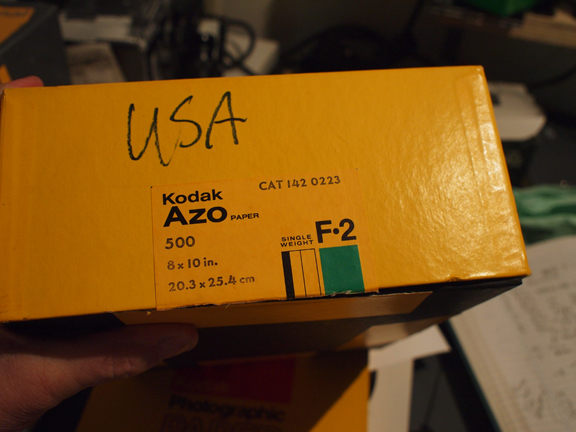 USA
CAT 142 0223
Kodak
AZO PAPER
500
8 x 10 in.
20.3 x 25.4 cm
SINGLE WEIGHT
F·2
Photographic